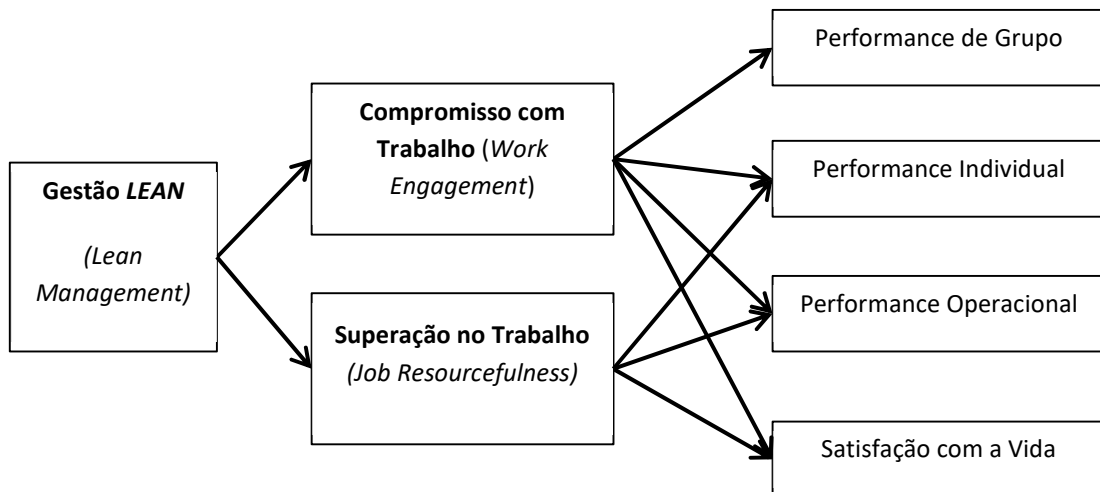 Gestão LEAN
(Lean
Management)
Compromisso com
Trabalho (Work
Engagement)
Superação no Trabalho
(Job Resourcefulness)
Performance de Grupo
Performance Individual
Performance Operacional
Satisfação com a Vida